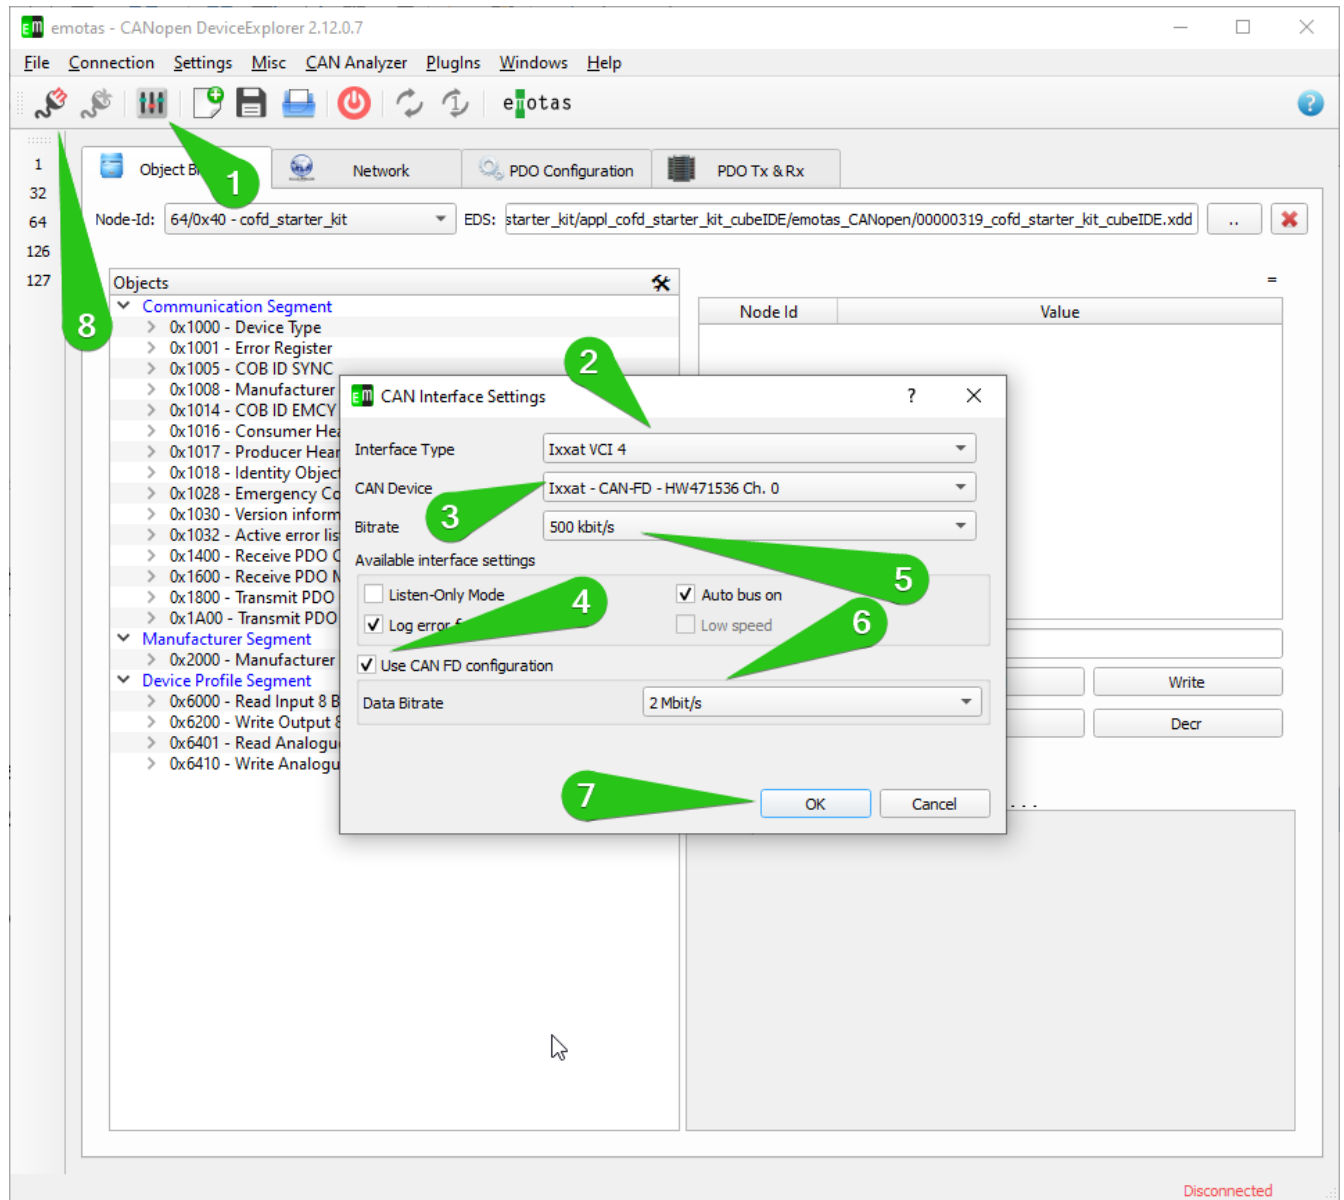 emotas - CANopen DeviceExplorer 2.12.0.7
File Connection Settings Misc CAN Analyzer PlugIns Windows Help
emotas
1
32
64
126
127
Object B
Network
PDO Configuration
PDO Tx & Rx
1
Node-Id: 64/0x40 - cofd_starter_kit EDS: starter_kit/appl_cofd_starter_kit_cubeIDE/emotas_CANopen/00000319_cofd_starter_kit_cubeIDE.xdd ..
8
Objects
Communication Segment
0x1000 - Device Type
0x1001 - Error Register
0x1005 - COB ID SYNC
0x1008 - Manufacturer
0x1014 - COB ID EMCY
0x1016 - Consumer Hea
0x1017 - Producer Hear
0x1018 - Identity Object
0x1028 - Emergency Co
0x1030 - Version inform
0x1032 - Active error lis
0x1400 - Receive PDO C
0x1600 - Receive PDO M
0x1800 - Transmit PDO
0x1A00 - Transmit PDO
Manufacturer Segment
0x2000 - Manufacturer
Device Profile Segment
0x6000 - Read Input 8 B
0x6200 - Write Output 8
0x6401 - Read Analogu
0x6410 - Write Analogu
=
Node Id Value
2
CAN Interface Settings ?
Interface Type Ixxat VCI 4
CAN Device Ixxat - CAN-FD - HW471536 Ch. 0
3
Bitrate 500 kbit/s
Available interface settings
5
Listen-Only Mode Auto bus on
4
Log error f Low speed
6
Use CAN FD configuration
Data Bitrate 2 Mbit/s
7
OK Cancel
Write
Decr
...
Disconnected